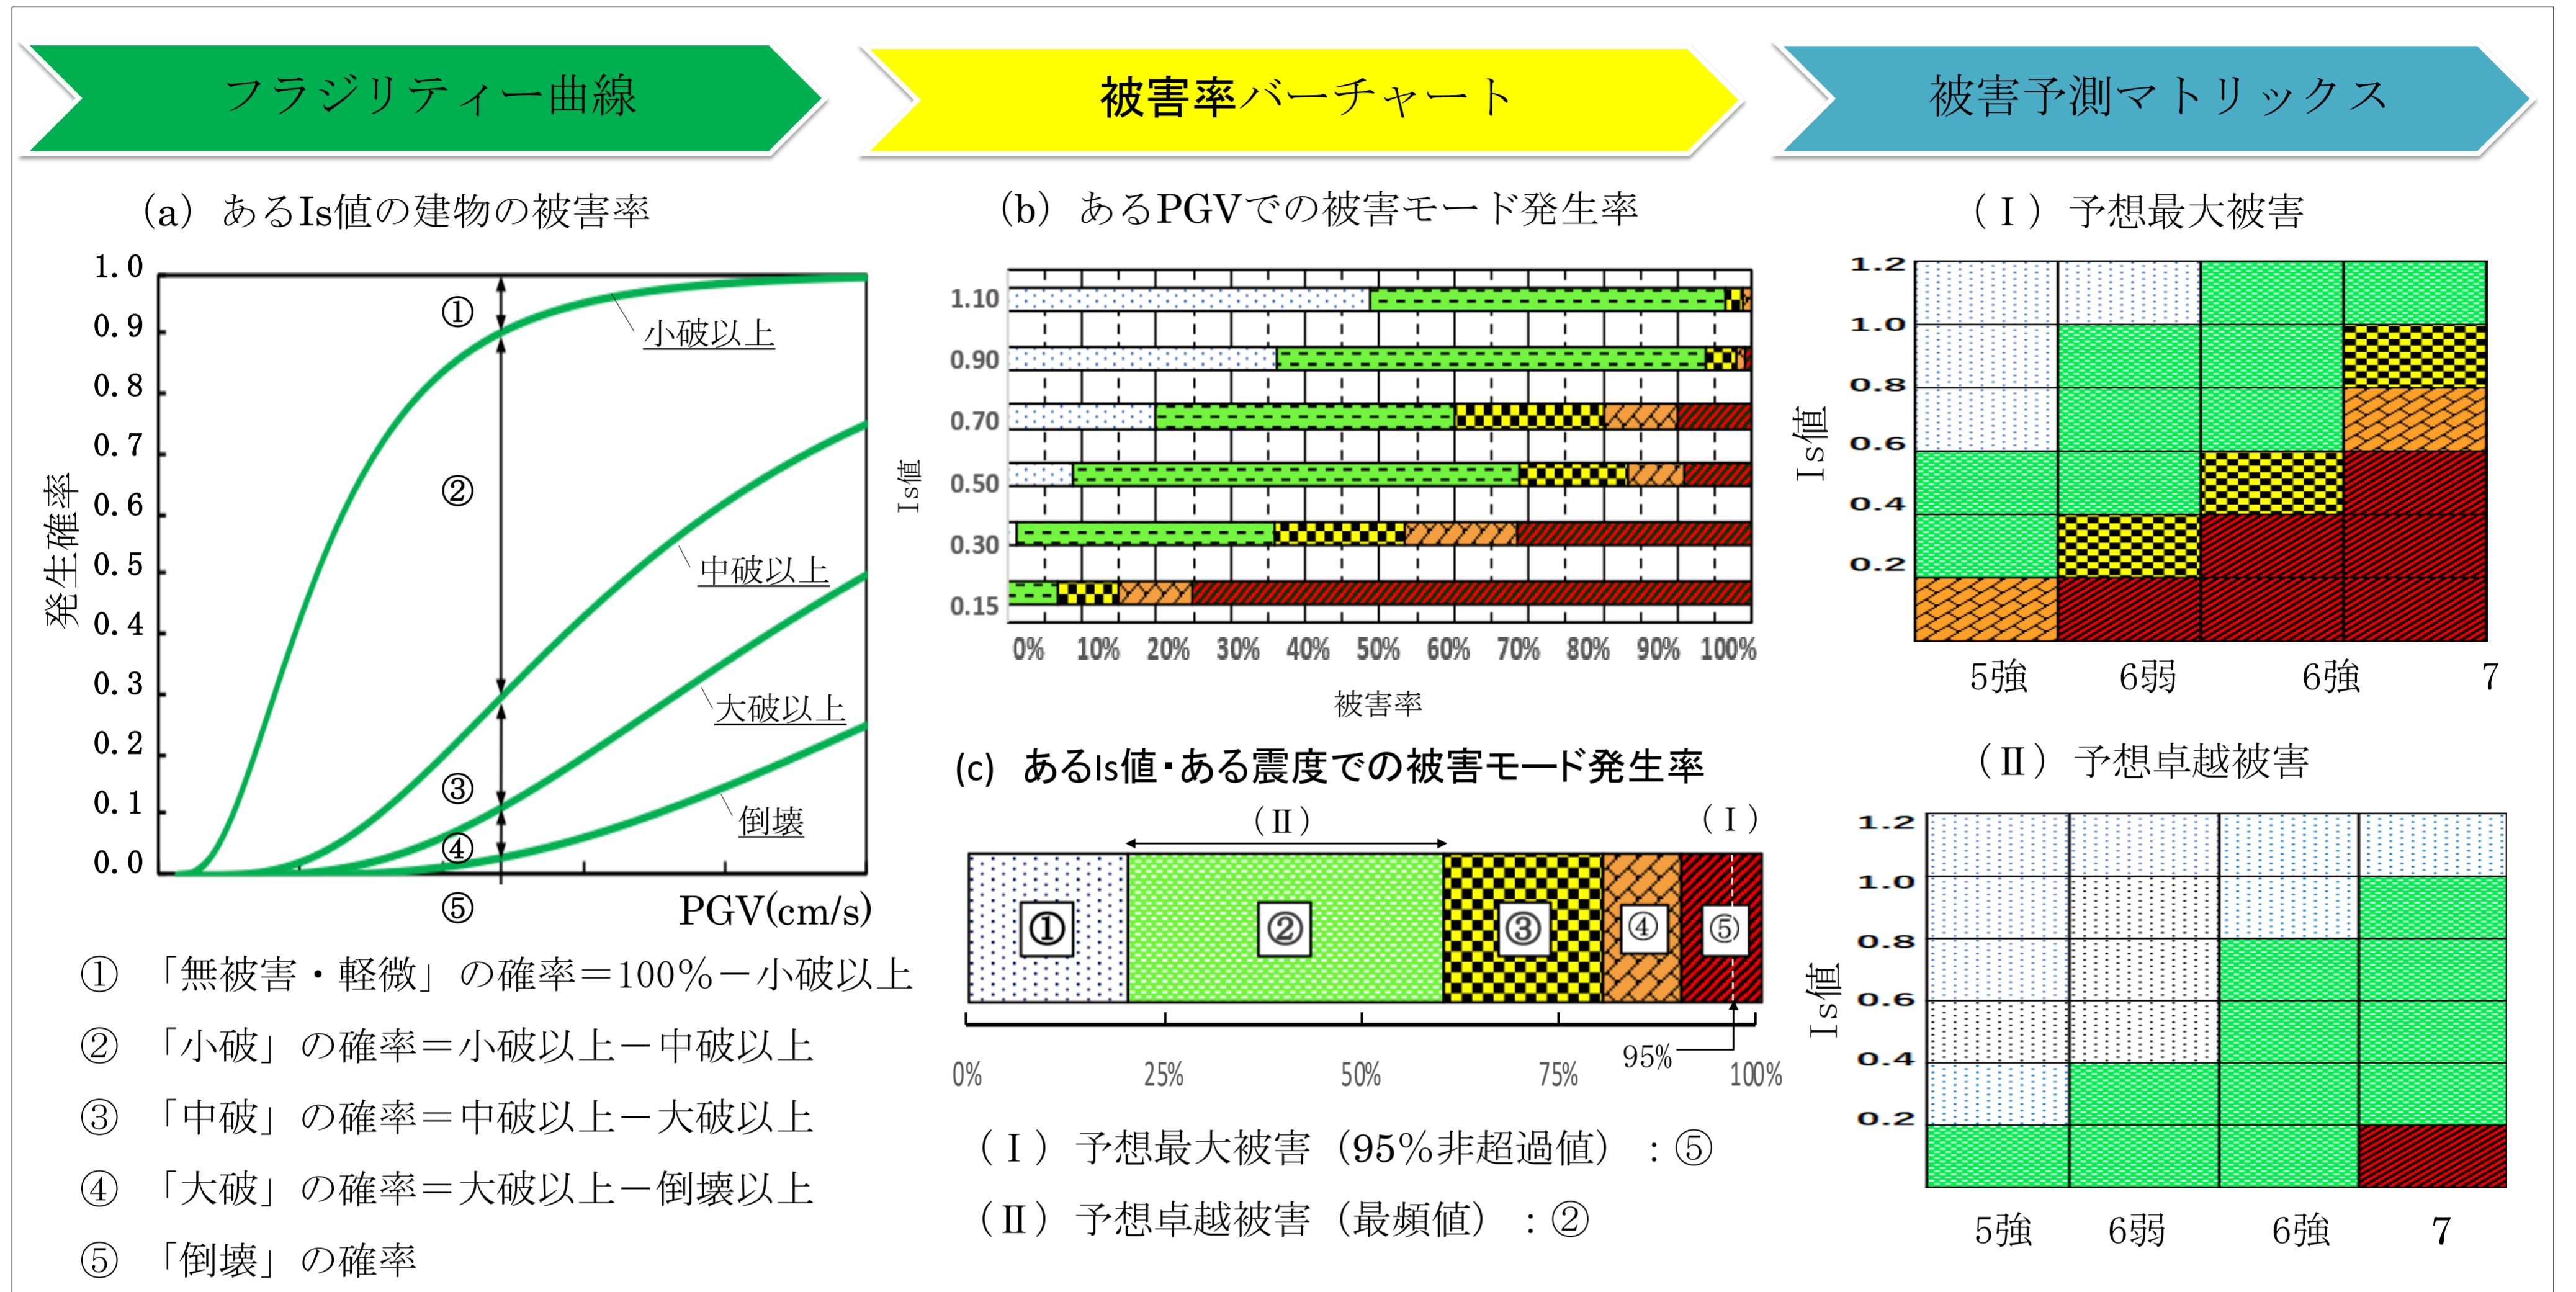 フラジリティー曲線
被害率バーチャート
被害予測マトリックス
(a) あるIs値の建物の被害率
1.0
0.9
0.8
0.7
0.6
0.5
0.4
0.3
0.2
0.1
0.0
発生確率
①
②
③
④
⑤
小破以上
中破以上
大破以上
倒壊
PGV(cm/s)
① 「無被害・軽微」の確率＝100％－小破以上
② 「小破」の確率＝小破以上－中破以上
③ 「中破」の確率＝中破以上－大破以上
④ 「大破」の確率＝大破以上－倒壊以上
⑤ 「倒壊」の確率
(b) あるPGVでの被害モード発生率
1.10
0.90
0.70
0.50
0.30
0.15
Is値
0% 10% 20% 30% 40% 50% 60% 70% 80% 90% 100%
被害率
(c) あるIs値・ある震度での被害モード発生率
(Ⅱ) (Ⅰ)
① ② ③ ④ ⑤
95%
0% 25% 50% 75% 100%
(Ⅰ) 予想最大被害 (95％非超過値) ：⑤
(Ⅱ) 予想卓越被害 (最頻値) ：②
(Ⅰ) 予想最大被害
1.2
1.0
0.8
0.6
0.4
0.2
Is値
5強 6弱 6強 7
(Ⅱ) 予想卓越被害
1.2
1.0
0.8
0.6
0.4
0.2
Is値
5強 6弱 6強 7